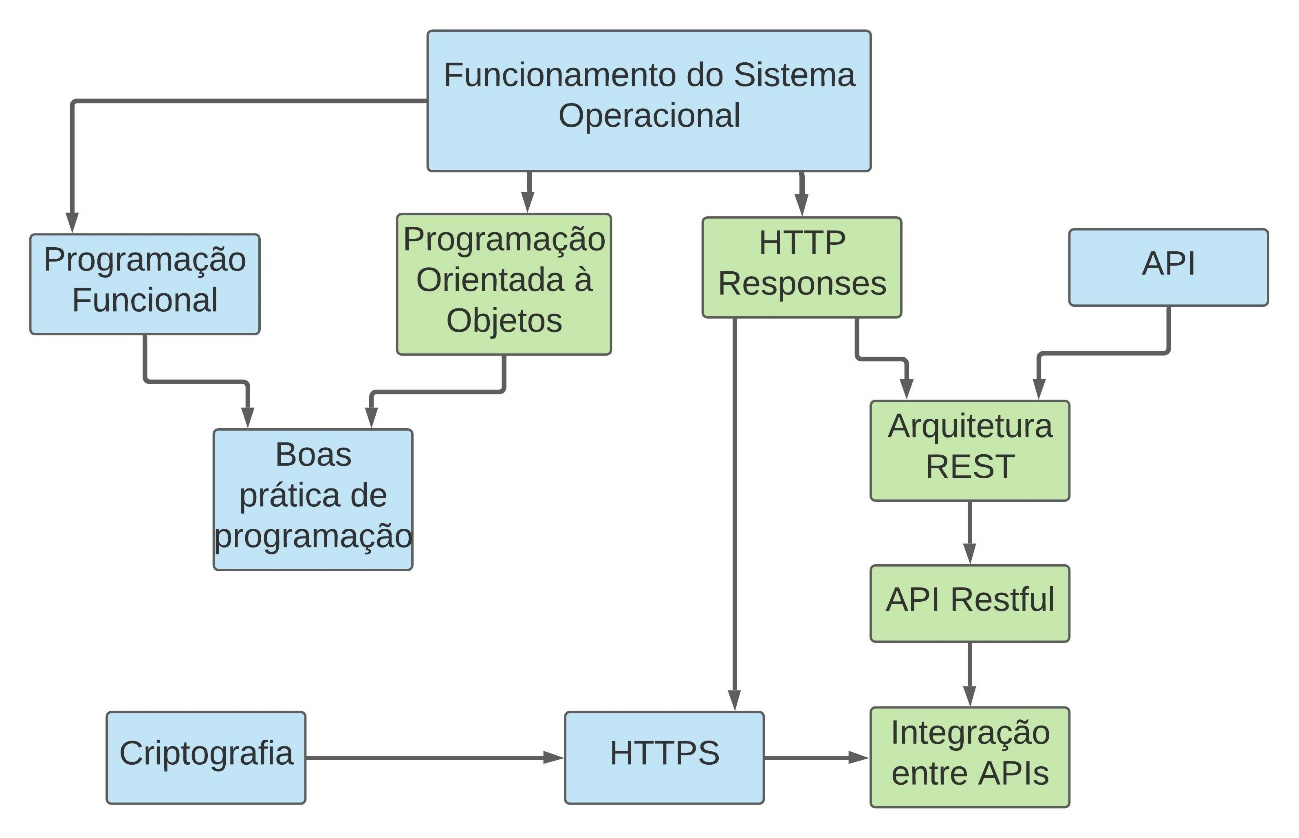 Funcionamento do Sistema
Operacional
Programação
Funcional
Programação
Orientada à
Objetos
HTTP
Responses
API
Boas
prática de
programação
Arquitetura
REST
API Restful
Criptografia
HTTPS
Integração
entre APIs